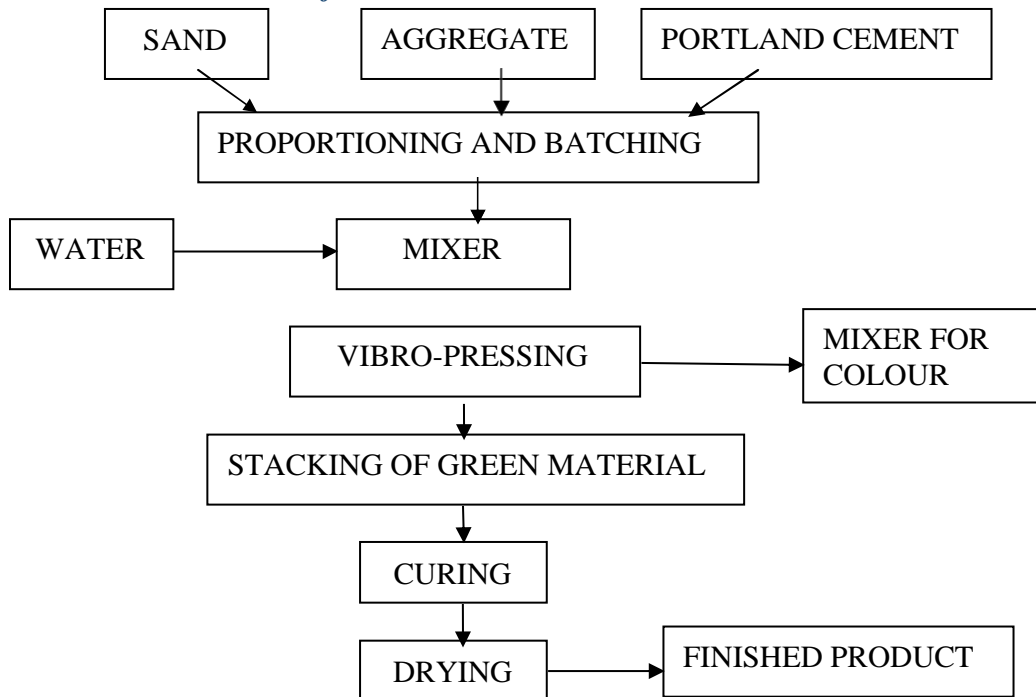 SAND
AGGREGATE
PORTLAND CEMENT
PROPORTIONING AND BATCHING
WATER
MIXER
VIBRO-PRESSING
MIXER FOR
COLOUR
STACKING OF GREEN MATERIAL
CURING
DRYING
FINISHED PRODUCT